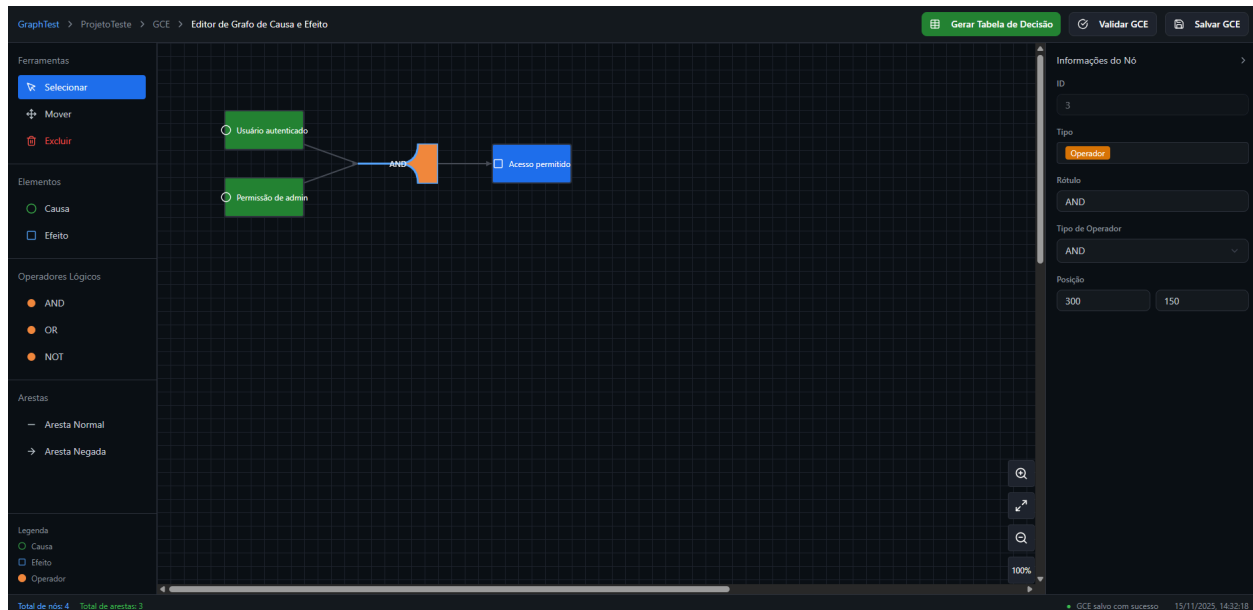 GraphTest > ProjetoTeste > GCE > Editor de Grafo de Causa e Efeito
Gerar Tabela de Decisão
Validar GCE
Salvar GCE
Ferramentas
Selecionar
Mover
Excluir
Elementos
Causa
Efeito
Operadores Lógicos
AND
OR
NOT
Arestas
Aresta Normal
Aresta Negada
Legenda
Causa
Efeito
Operador
Usuário autenticado
Permissão de admin
AND
Acesso permitido
100%
Informações do Nó
ID
3
Tipo
Operador
Rótulo
AND
Tipo de Operador
AND
Posição
300 150
Total de nós: 4 Total de arestas: 3
GCE salvo com sucesso 15/11/2025, 14:32:18